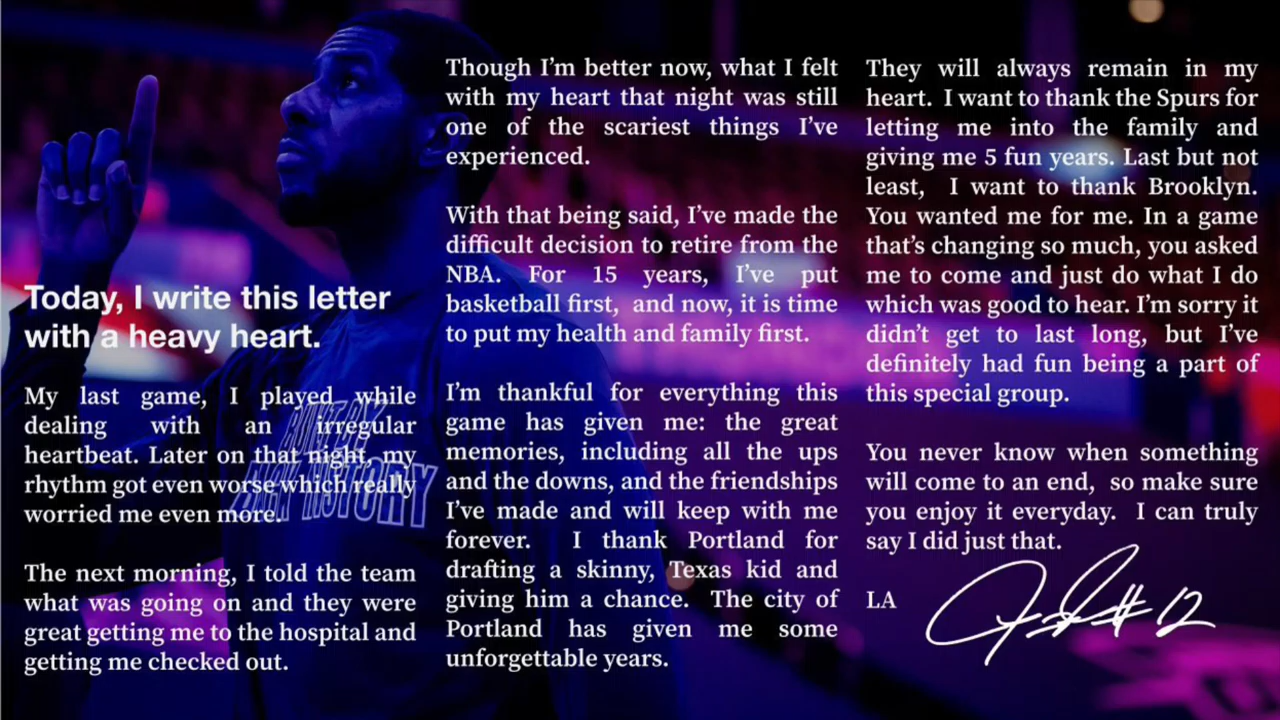 Today, I write this letter
with a heavy heart.
My last game, I played while
dealing with an irregular
heartbeat. Later on that night, my
rhythm got even worse which really
worried me even more.
The next morning, I told the team
what was going on and they were
great getting me to the hospital and
getting me checked out.
Though I’m better now, what I felt
with my heart that night was still
one of the scariest things I’ve
experienced.
With that being said, I’ve made the
difficult decision to retire from the
NBA. For 15 years, I’ve put
basketball first, and now, it is time
to put my health and family first.
I’m thankful for everything this
game has given me: the great
memories, including all the ups
and the downs, and the friendships
I’ve made and will keep with me
forever. I thank Portland for
drafting a skinny, Texas kid and
giving him a chance. The city of
Portland has given me some
unforgettable years.
They will always remain in my
heart. I want to thank the Spurs for
letting me into the family and
giving me 5 fun years. Last but not
least, I want to thank Brooklyn.
You wanted me for me. In a game
that’s changing so much, you asked
me to come and just do what I do
which was good to hear. I’m sorry it
didn’t get to last long, but I’ve
definitely had fun being a part of
this special group.
You never know when something
will come to an end, so make sure
you enjoy it everyday. I can truly
say I did just that.
LA
#12
BUILT BY
BLACK HISTORY